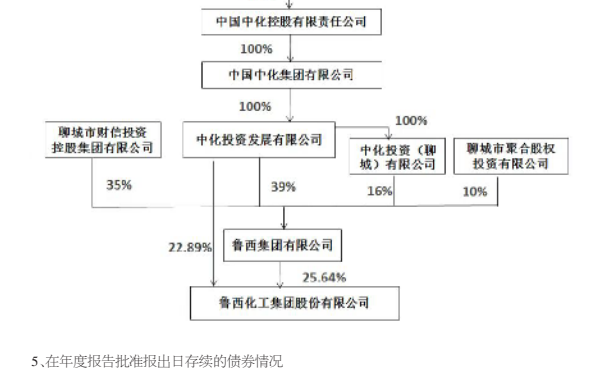 中国中化控股有限责任公司
100%
中国中化集团有限公司
100%
聊城市财信投资
控股集团有限公司
中化投资发展有限公司
100%
中化投资（聊
城）有限公司
聊城市聚合股权
投资有限公司
35%
39%
16%
10%
22.89%
鲁西集团有限公司
25.64%
鲁西化工集团股份有限公司
5、在年度报告批准报出日存续的债券情况